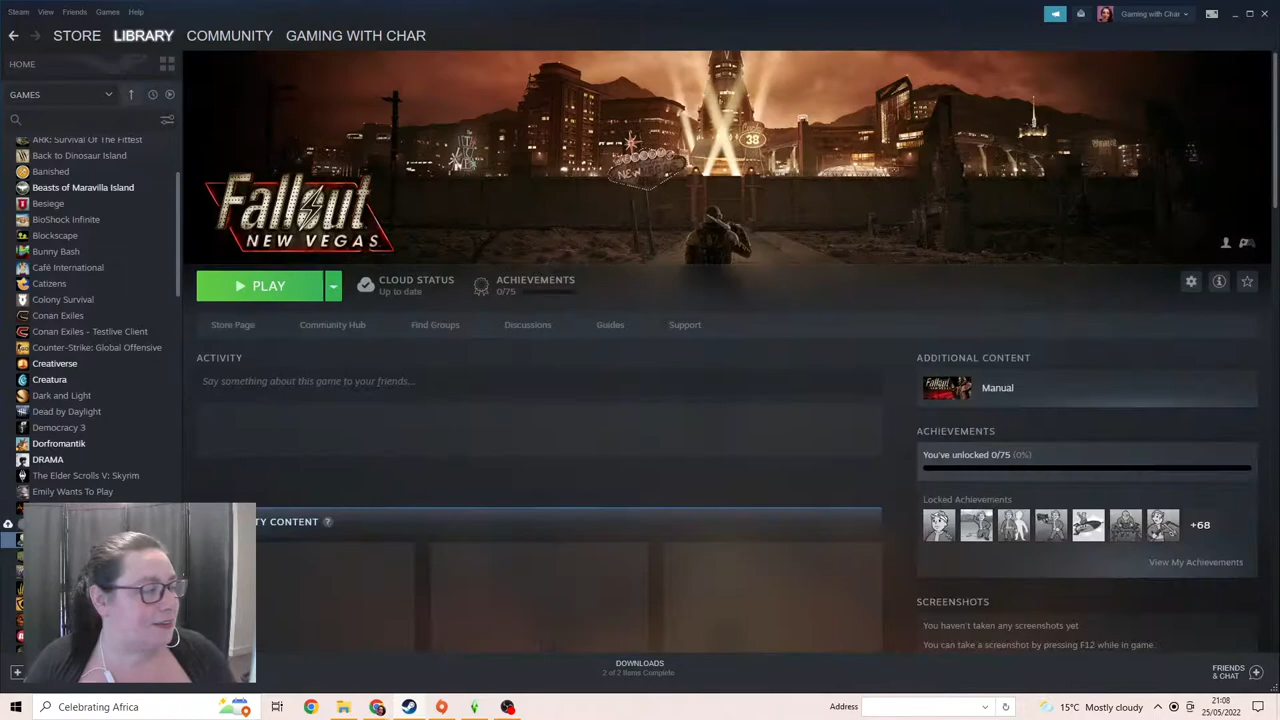 Steam View Friends Games Help
Gaming with Char
STORE LIBRARY COMMUNITY GAMING WITH CHAR
HOME
GAMES
ARK: Survival Of The Fittest
Back to Dinosaur Island
Banished
Beasts of Maravilla Island
Besiege
BioShock Infinite
Blockscape
Bunny Bash
Café International
Catizens
Colony Survival
Conan Exiles
Conan Exiles - Testlive Client
Counter-Strike: Global Offensive
Creativerse
Creatura
Dark and Light
Dead by Daylight
Democracy 3
Dorfromantik
DRAMA
The Elder Scrolls V: Skyrim
Emily Wants To Play
38
NEW
Fallout
NEW VEGAS
PLAY
CLOUD STATUS
Up to date
ACHIEVEMENTS
0/75
Store Page Community Hub Find Groups Discussions Guides Support
ACTIVITY
Say something about this game to your friends...
TY CONTENT ?
ADDITIONAL CONTENT
Fallout
Manual
ACHIEVEMENTS
You've unlocked 0/75 (0%)
Locked Achievements
+68
View My Achievements
SCREENSHOTS
You haven't taken any screenshots yet
You can take a screenshot by pressing F12 while in game.
DOWNLOADS
2 of 2 Items Complete
FRIENDS
& CHAT
Celebrating Africa
Address
15°C Mostly cloudy
21:08
25/05/2022